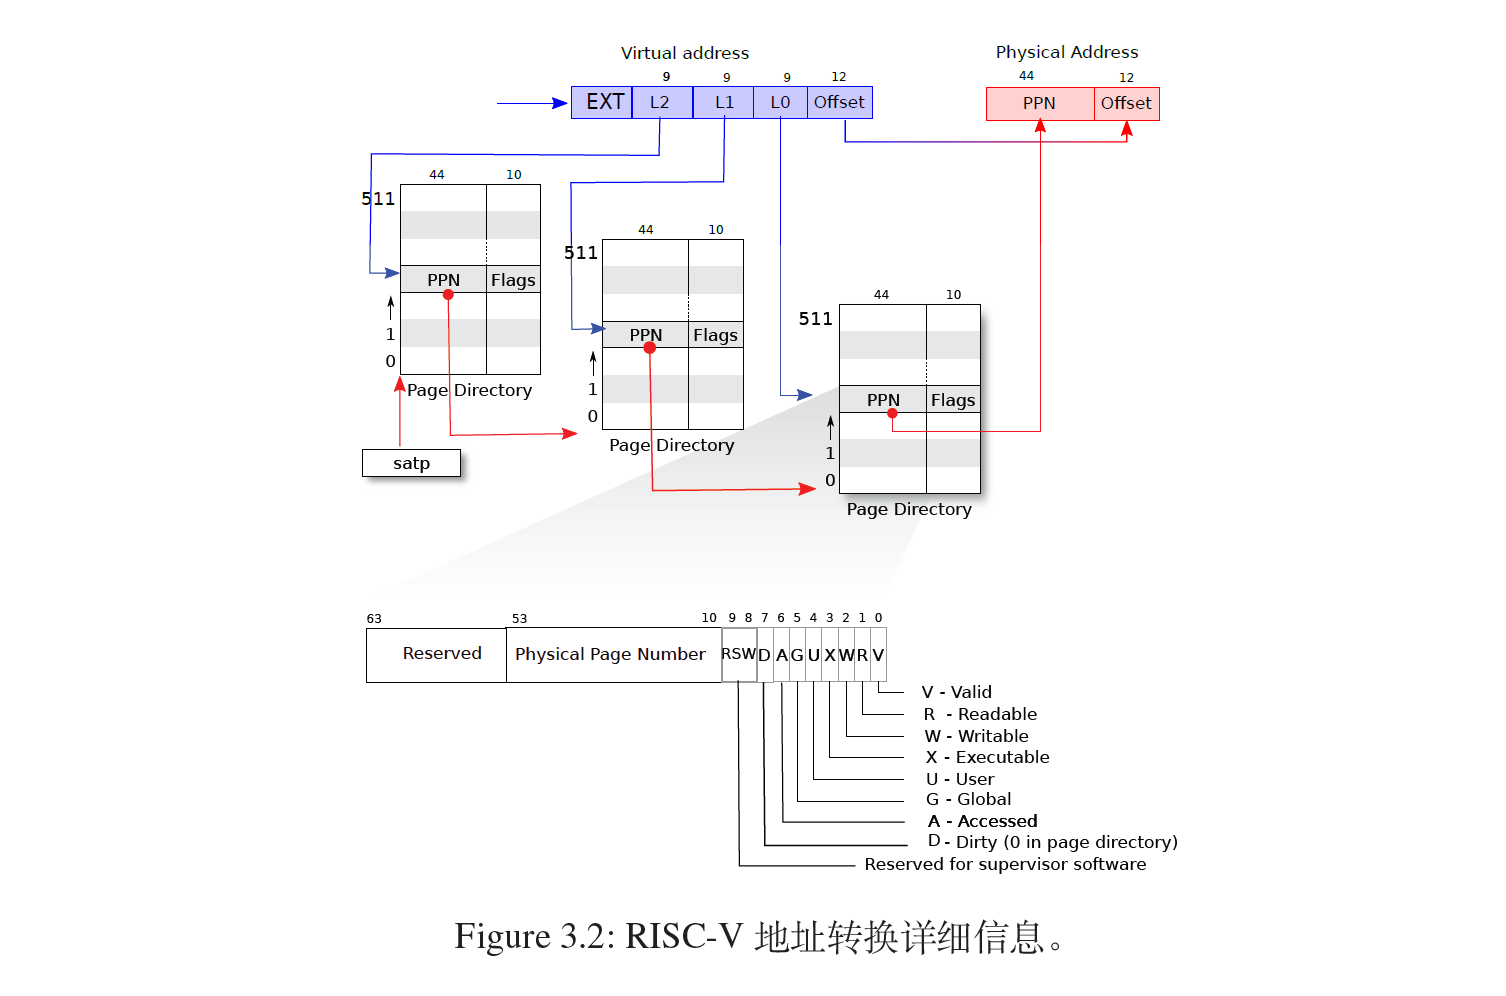 Virtual address
Physical Address
9 9 9 12
44 12
EXT L2 L1 L0 Offset
PPN Offset
44 10
511
PPN Flags
1
0
Page Directory
satp
44 10
511
PPN Flags
1
0
Page Directory
44 10
511
PPN Flags
1
0
Page Directory
63 53 10 9 8 7 6 5 4 3 2 1 0
Reserved Physical Page Number RSW D A G U X W R V
V - Valid
R - Readable
W - Writable
X - Executable
U - User
G - Global
A - Accessed
D - Dirty (0 in page directory)
Reserved for supervisor software
Figure 3.2: RISC-V 地址转换详细信息。